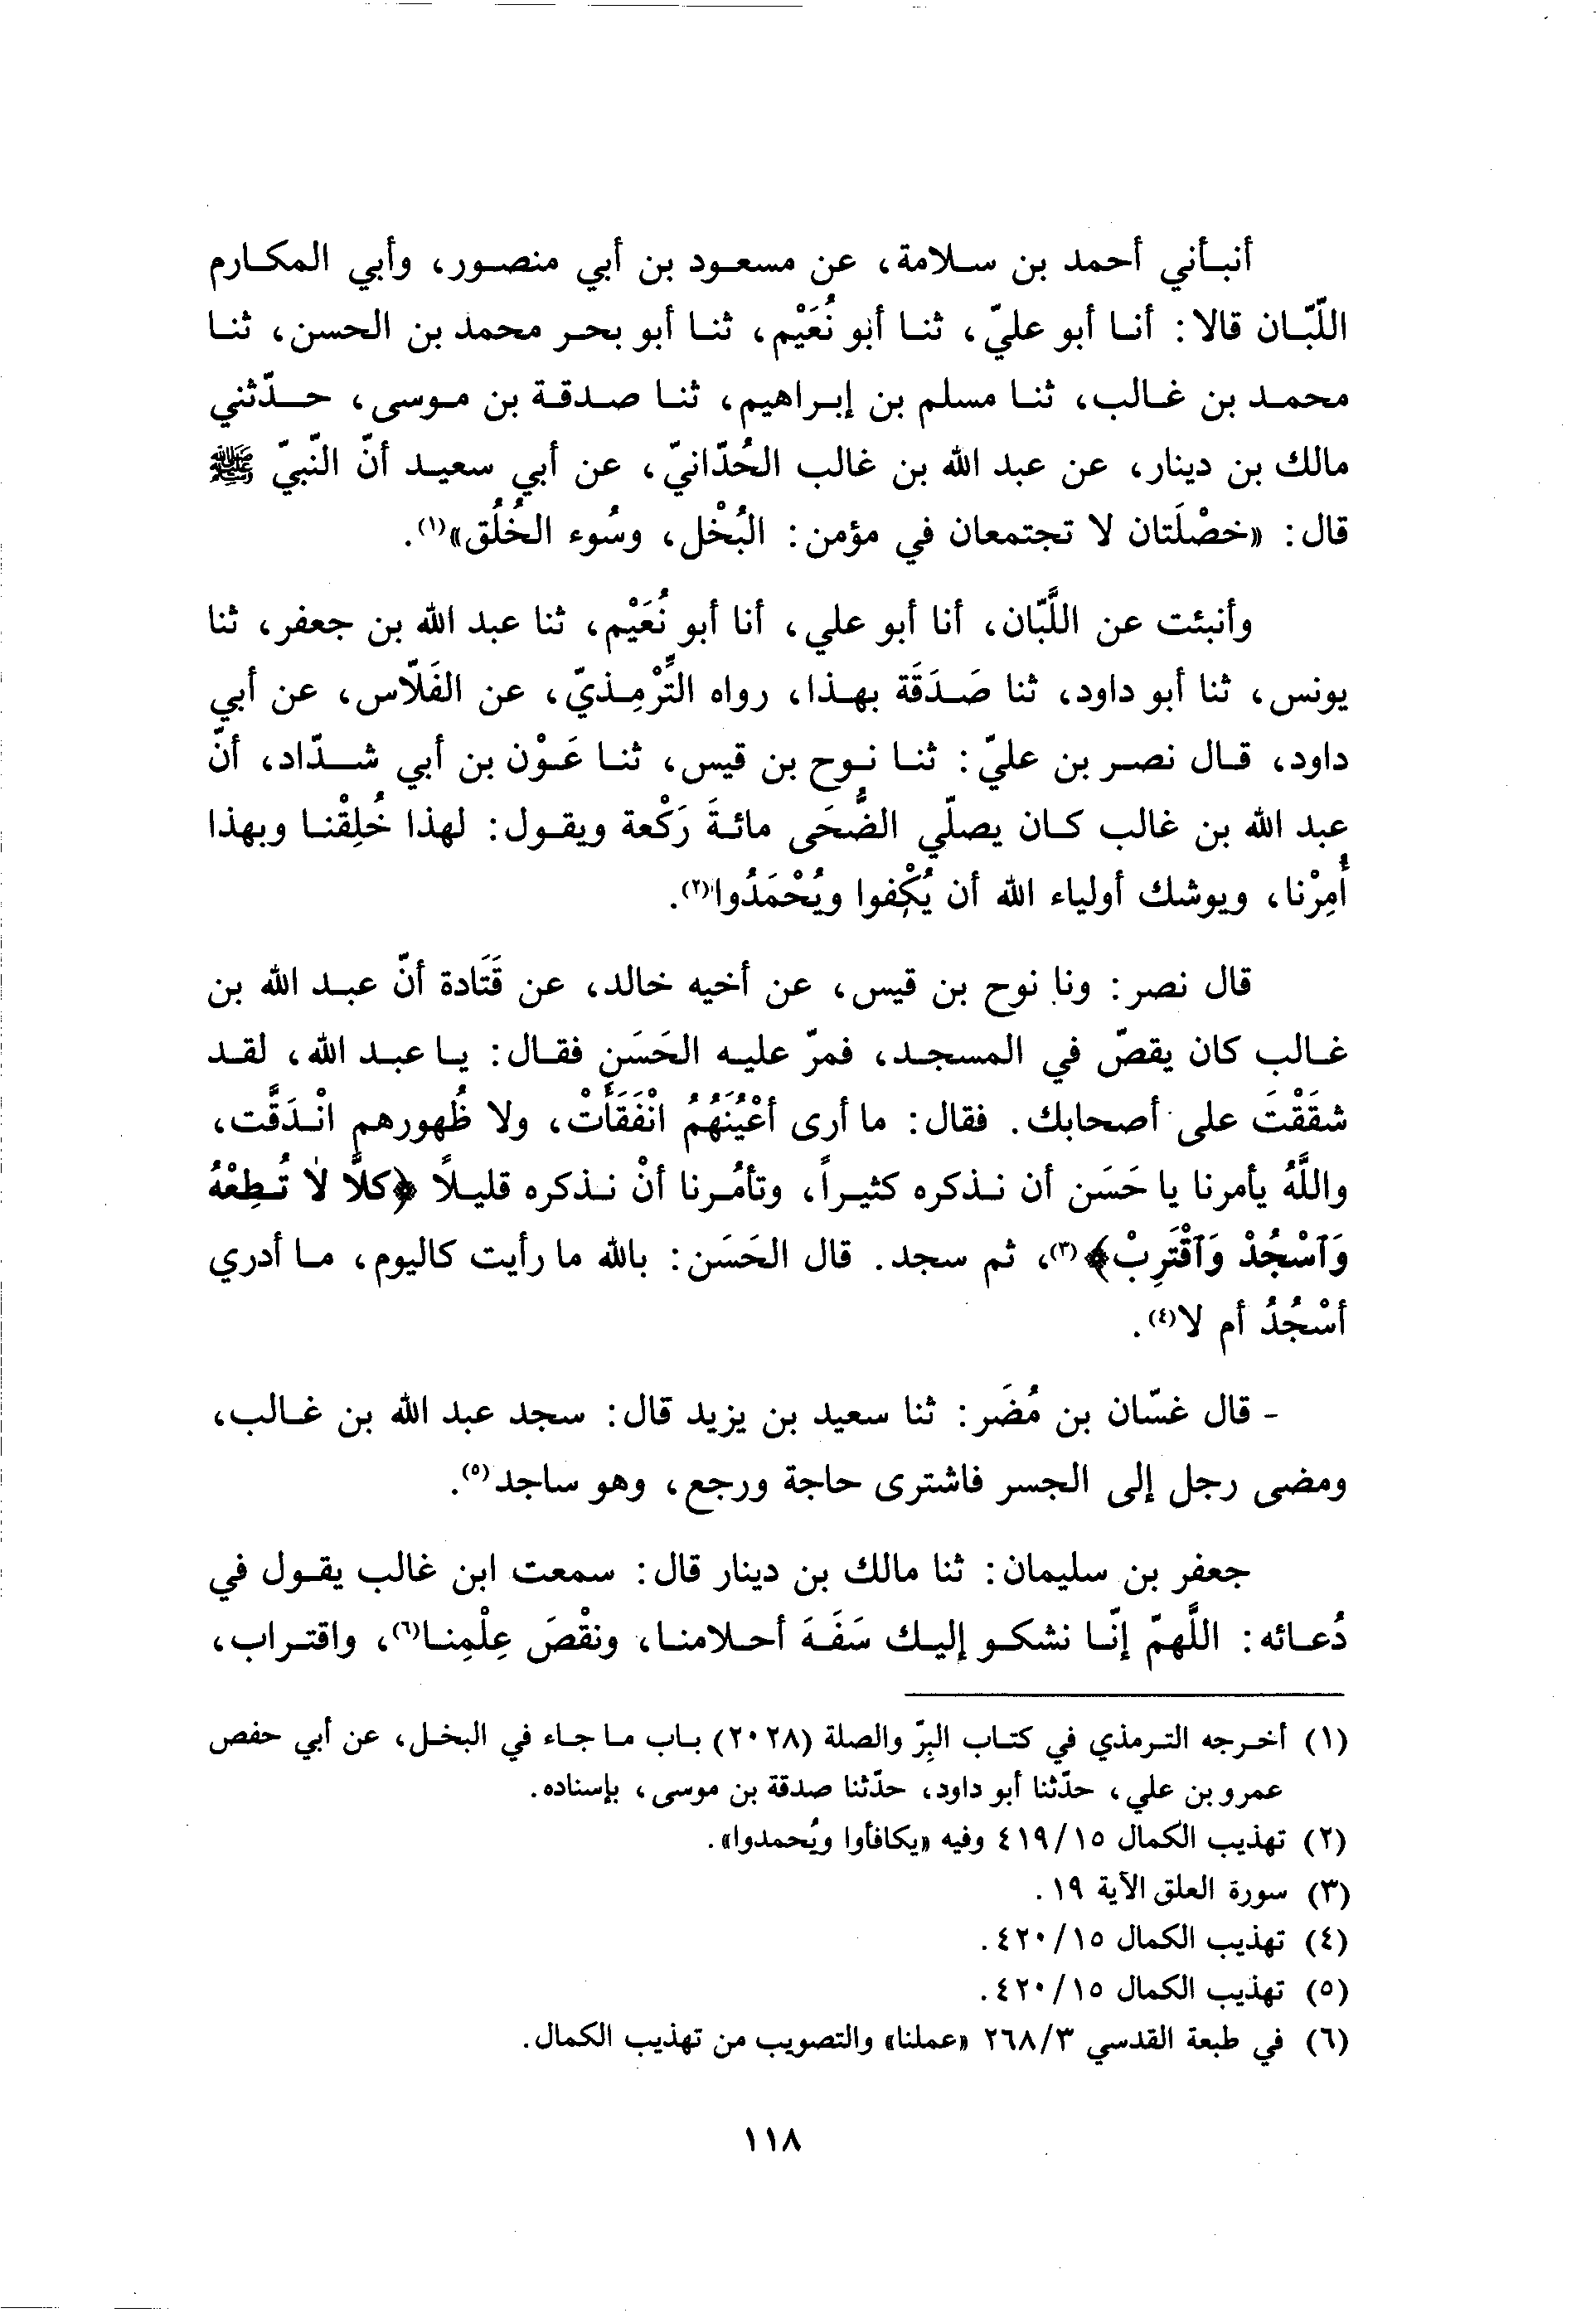 أنبأني أحمد بن سلامة، عن مسعود بن أبي منصور، وأبي المكارم
اللّبّان قالا: أنا أبو عليّ، ثنا أبو نُعَيْم، ثنا أبو بحر محمد بن الحسن، ثنا
محمد بن غالب، ثنا مسلم بن إبراهيم، ثنا صدقة بن موسى، حدّثني
مالك بن دينار، عن عبد الله بن غالب الحُدّانيّ، عن أبي سعيد أنّ النّبيّ ﷺ
قال: «خصْلَتان لا تجتمعان في مؤمن: البُخْل، وسُوء الخُلُق»(١).
وأنبئت عن اللَّبّان، أنا أبو علي، أنا أبو نُعَيْم، ثنا عبد الله بن جعفر، ثنا
يونس، ثنا أبو داود، ثنا صَدَقَة بهذا، رواه التِّرْمِذيّ، عن الفَلّاس، عن أبي
داود، قال نصر بن عليّ: ثنا نوح بن قيس، ثنا عَوْن بن أبي شدّاد، أنّ
عبد الله بن غالب كان يصلّي الضُّحَى مائةَ رَكْعة ويقول: لهذا خُلِقْنا وبهذا
أُمِرْنا، ويوشك أولياء الله أن يُكْفوا ويُحْمَدُوا(٢).
قال نصر: ونا نوح بن قيس، عن أخيه خالد، عن قَتَادة أنّ عبد الله بن
غالب كان يقصّ في المسجد، فمرّ عليه الحَسَن فقال: يا عبد الله، لقد
شقَقْتَ على أصحابك. فقال: ما أرى أعْيُنَهُمُ انْفَقَأَتْ، ولا ظُهورهم انْدَقَّت،
واللَّهُ يأمرنا يا حَسَن أن نذكره كثيراً، وتأمُرنا أنْ نذكره قليلاً ﴿كلاَّ لا تُطِعْهُ
وَٱسْجُدْ وَٱقْتَرِبْ﴾(٣)، ثم سجد. قال الحَسَن: بالله ما رأيت كاليوم، ما أدري
أسْجُدُ أم لا(٤).
- قال غسّان بن مُضَر: ثنا سعيد بن يزيد قال: سجد عبد الله بن غالب،
ومضى رجل إلى الجسر فاشترى حاجة ورجع، وهو ساجد(٥).
جعفر بن سليمان: ثنا مالك بن دينار قال: سمعت ابن غالب يقول في
دُعائه: اللَّهمّ إنّا نشكو إليك سَفَهَ أحلامنا، ونقْصَ عِلْمِنا(٦)، واقتراب،
(١) أخرجه الترمذي في كتاب البِرّ والصلة (٢٠٢٨) باب ما جاء في البخل، عن أبي حفص
عمرو بن علي، حدّثنا أبو داود، حدّثنا صدقة بن موسى، بإسناده.
(٢) تهذيب الكمال ٤١٩/١٥ وفيه «يكافأوا ويُحمدوا».
(٣) سورة العلق الآية ١٩.
(٤) تهذيب الكمال ٤٢٠/١٥.
(٥) تهذيب الكمال ٤٢٠/١٥.
(٦) في طبعة القدسي ٢٦٨/٣ «عملنا» والتصويب من تهذيب الكمال.
١١٨